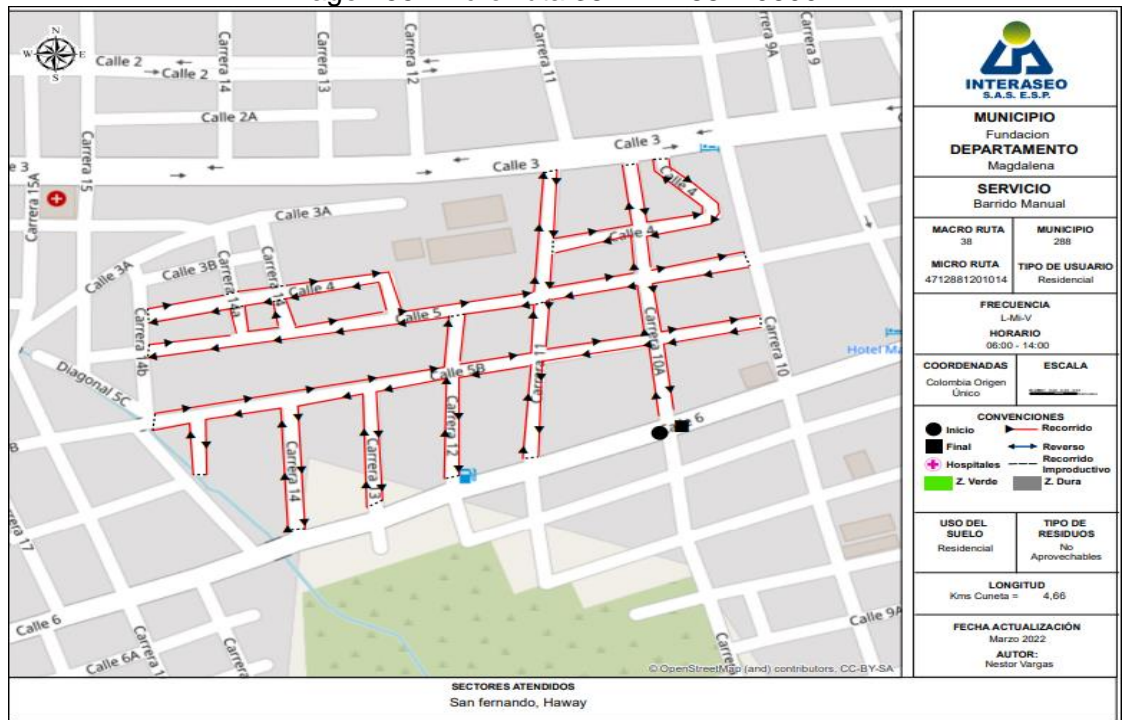 Carrera 14
Carrera 13
Carrera 12
Carrera 11
Carrera 9A
Carrera 9
N
W
E
S
Calle 2
Calle 2
Calle 2A
Carrera 15
Calle 3
Calle 3
e 3
Carrera 15A
Calle 3A
Calle 4
Calle 3A
Calle 3B
Calle 4
Carrera 14a
Calle 4
Calle 5
Carrera 14b
Carrera 11
Carrera 10A
Carrera 10
Hotel Ma
Diagonal 5C
Calle 5B
Carrera 12
Calle 6
B
Carrera 14
Carrera 13
rrera 17
Calle 6
Calle 6A
Carrera 1
Calle 9A
Carrera
© OpenStreetMap (and) contributors, CC-BY-SA
INTERASEO
S.A.S. E.S.P.
MUNICIPIO
Fundacion
DEPARTAMENTO
Magdalena
SERVICIO
Barrido Manual
MACRO RUTA
38
MUNICIPIO
288
MICRO RUTA
4712881201014
TIPO DE USUARIO
Residencial
FRECUENCIA
L-Mi-V
HORARIO
06:00 - 14:00
COORDENADAS
Colombia Origen
Único
ESCALA
CONVENCIONES
Inicio
Recorrido
Final
Reverso
Hospitales
Recorrido
Improductivo
Z. Verde
Z. Dura
USO DEL
SUELO
Residencial
TIPO DE
RESIDUOS
No
Aprovechables
LONGITUD
Kms Cuneta = 4,66
FECHA ACTUALIZACIÓN
Marzo 2022
AUTOR:
Nestor Vargas
SECTORES ATENDIDOS
San fernando, Haway